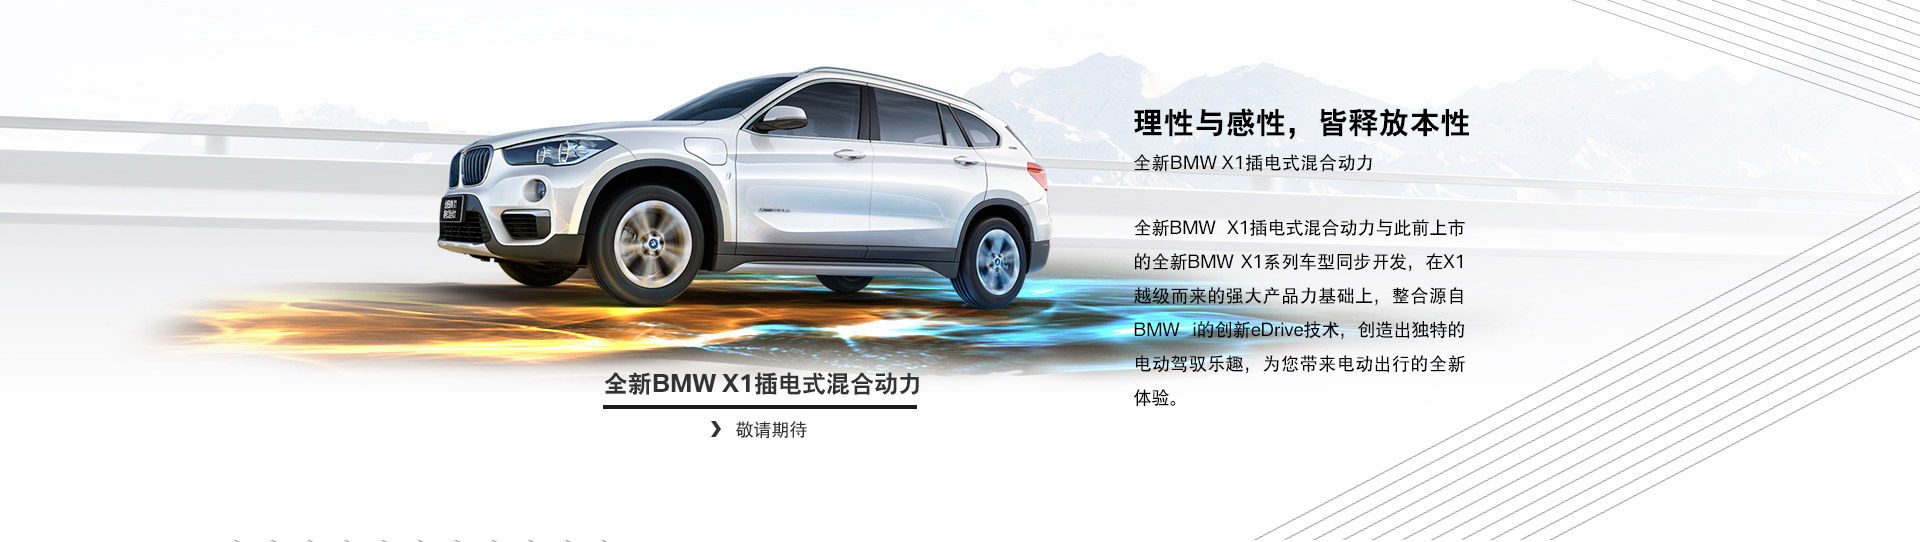 理性与感性，皆释放本性
全新BMW X1插电式混合动力
全新BMW X1插电式混合动力与此前上市
的全新BMW X1系列车型同步开发，在X1
越级而来的强大产品力基础上，整合源自
BMW i的创新eDrive技术，创造出独特的
电动驾驭乐趣，为您带来电动出行的全新
体验。
全新BMW X1插电式混合动力
❯ 敬请期待